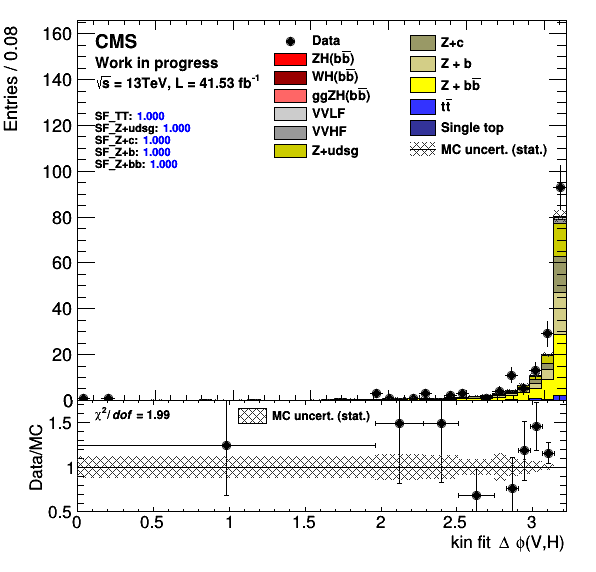 CMS
Work in progress
√s = 13TeV, L = 41.53 fb⁻¹
SF_TT: 1.000
SF_Z+udsg: 1.000
SF_Z+c: 1.000
SF_Z+b: 1.000
SF_Z+bb: 1.000
Data
ZH(bb̅)
WH(bb̅)
ggZH(bb̅)
VVLF
VVHF
Z+udsg
Z+c
Z + b
Z + bb̅
tt̅
Single top
MC uncert. (stat.)
Entries / 0.08
160
140
120
100
80
60
40
20
0
χ²/dof = 1.99
MC uncert. (stat.)
Data/MC
1.5
1
0.5
0 0.5 1 1.5 2 2.5 3
kin fit Δ ϕ(V,H)